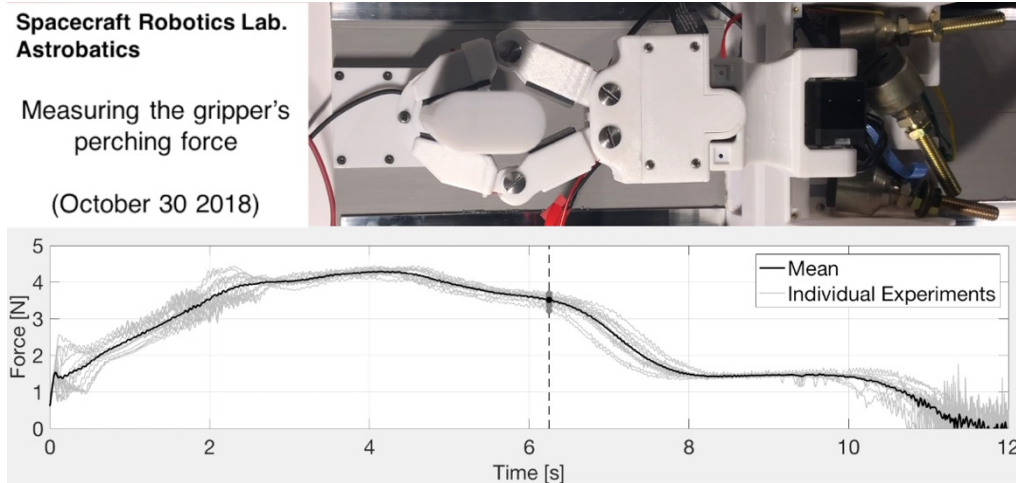 Spacecraft Robotics Lab.
Astrobatics
Measuring the gripper's
perching force
(October 30 2018)
5
4
3
2
1
0
Force [N]
Mean
Individual Experiments
0 2 4 6 8 10 12
Time [s]